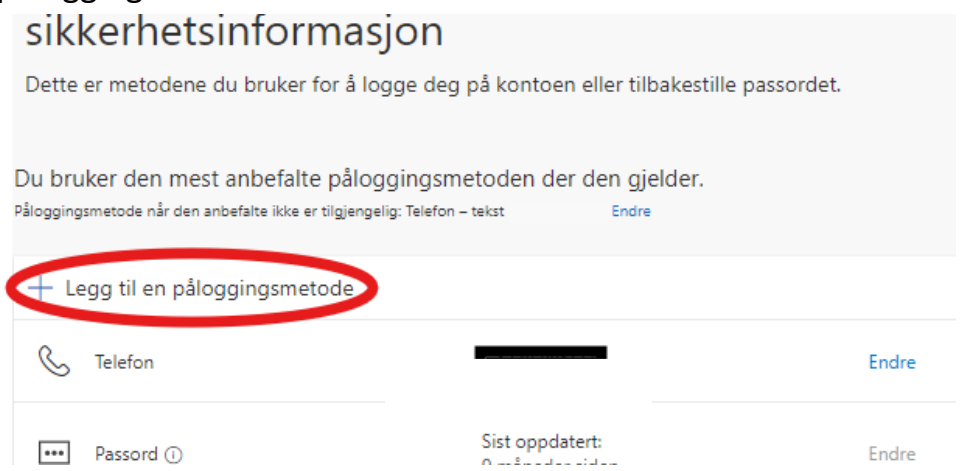 sikkerhetsinformasjon
Dette er metodene du bruker for å logge deg på kontoen eller tilbakestille passordet.
Du bruker den mest anbefalte påloggingsmetoden der den gjelder.
Påloggingsmetode når den anbefalte ikke er tilgjengelig: Telefon – tekst Endre
+ Legg til en påloggingsmetode
Telefon Endre
Passord Sist oppdatert: Endre
måneder siden